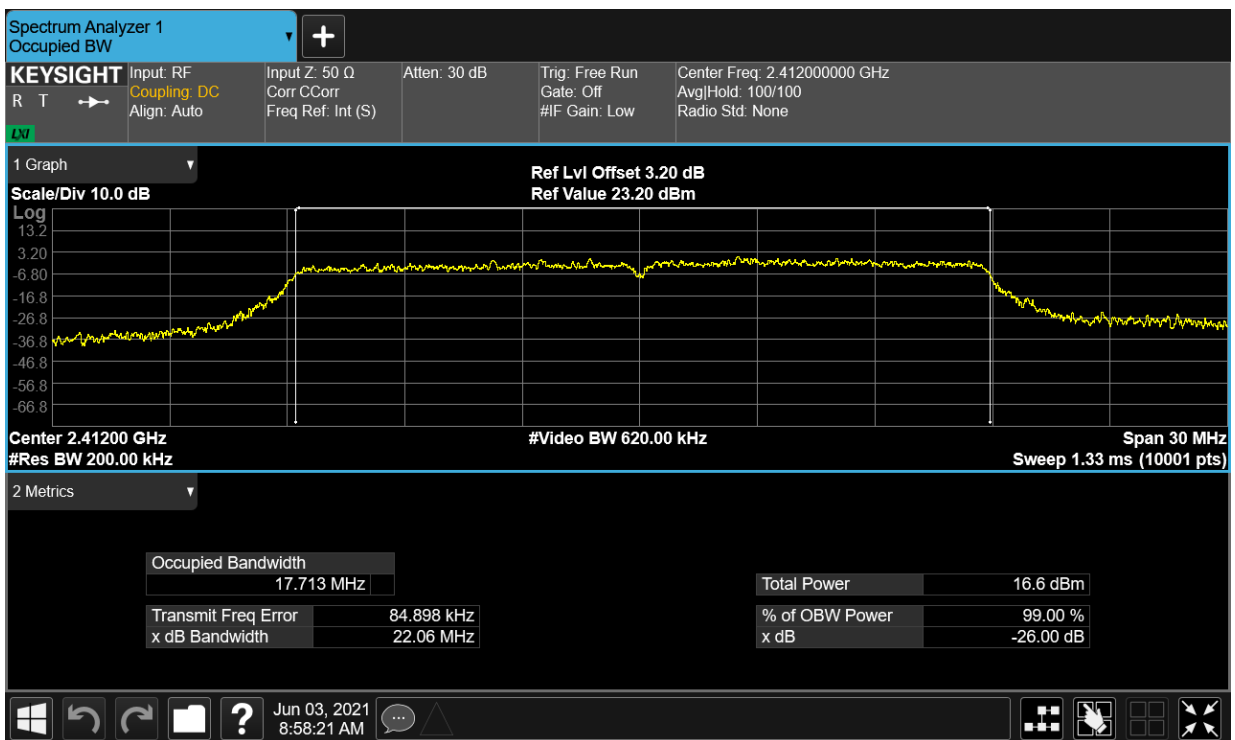 Spectrum Analyzer 1
Occupied BW
▼
+
KEYSIGHT
R T
LXI
Input: RF
Coupling: DC
Align: Auto
Input Z: 50 Ω
Corr CCorr
Freq Ref: Int (S)
Atten: 30 dB
Trig: Free Run
Gate: Off
#IF Gain: Low
Center Freq: 2.412000000 GHz
Avg|Hold: 100/100
Radio Std: None
1 Graph ▼
Ref Lvl Offset 3.20 dB
Scale/Div 10.0 dB
Ref Value 23.20 dBm
Log
13.2
3.20
-6.80
-16.8
-26.8
-36.8
-46.8
-56.8
-66.8
Center 2.41200 GHz
#Video BW 620.00 kHz
Span 30 MHz
#Res BW 200.00 kHz
Sweep 1.33 ms (10001 pts)
2 Metrics ▼
Occupied Bandwidth
17.713 MHz
Total Power 16.6 dBm
Transmit Freq Error 84.898 kHz
% of OBW Power 99.00 %
x dB Bandwidth 22.06 MHz
x dB -26.00 dB
?
Jun 03, 2021
8:58:21 AM